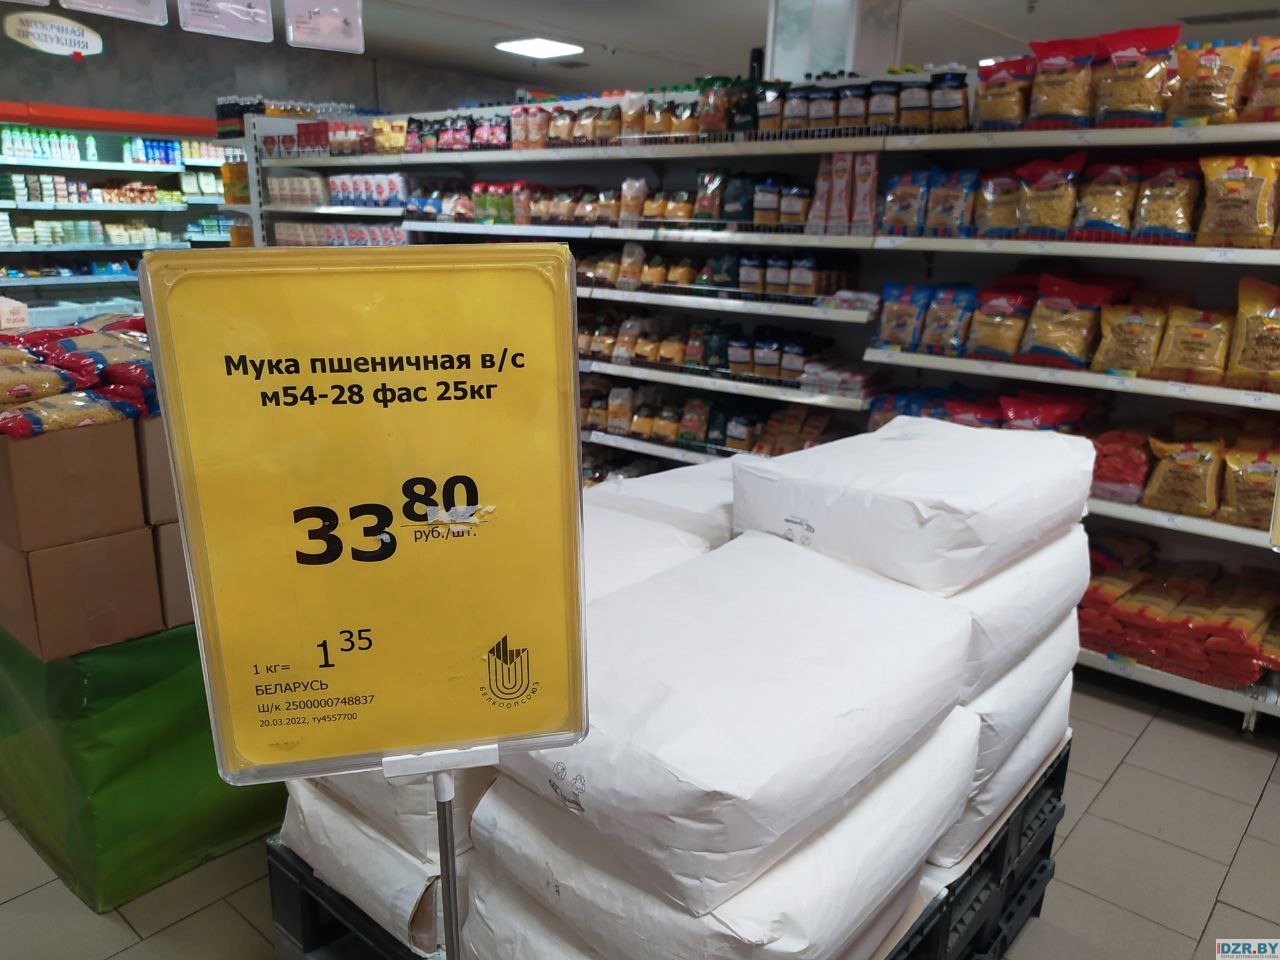 МОЛОЧНАЯ
ПРОДУКЦИЯ
Мука пшеничная в/с
м54-28 фас 25кг
33 80
руб./шт.
1 кг= 1 35
БЕЛАРУСЬ
Ш/к 2500000748837
20.03.2022, ту4557700
БЕЛКООПСОЮЗ
iDZR.BY